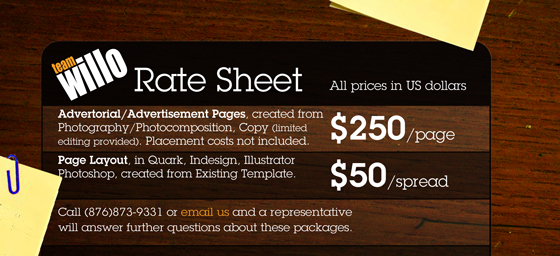 team
willo
Rate Sheet
All prices in US dollars
Advertorial/Advertisement Pages, created from
Photography/Photocomposition, Copy (limited
editing provided). Placement costs not included.
$250/page
Page Layout, in Quark, Indesign, Illustrator
Photoshop, created from Existing Template.
$50/spread
Call (876)873-9331 or email us and a representative
will answer further questions about these packages.